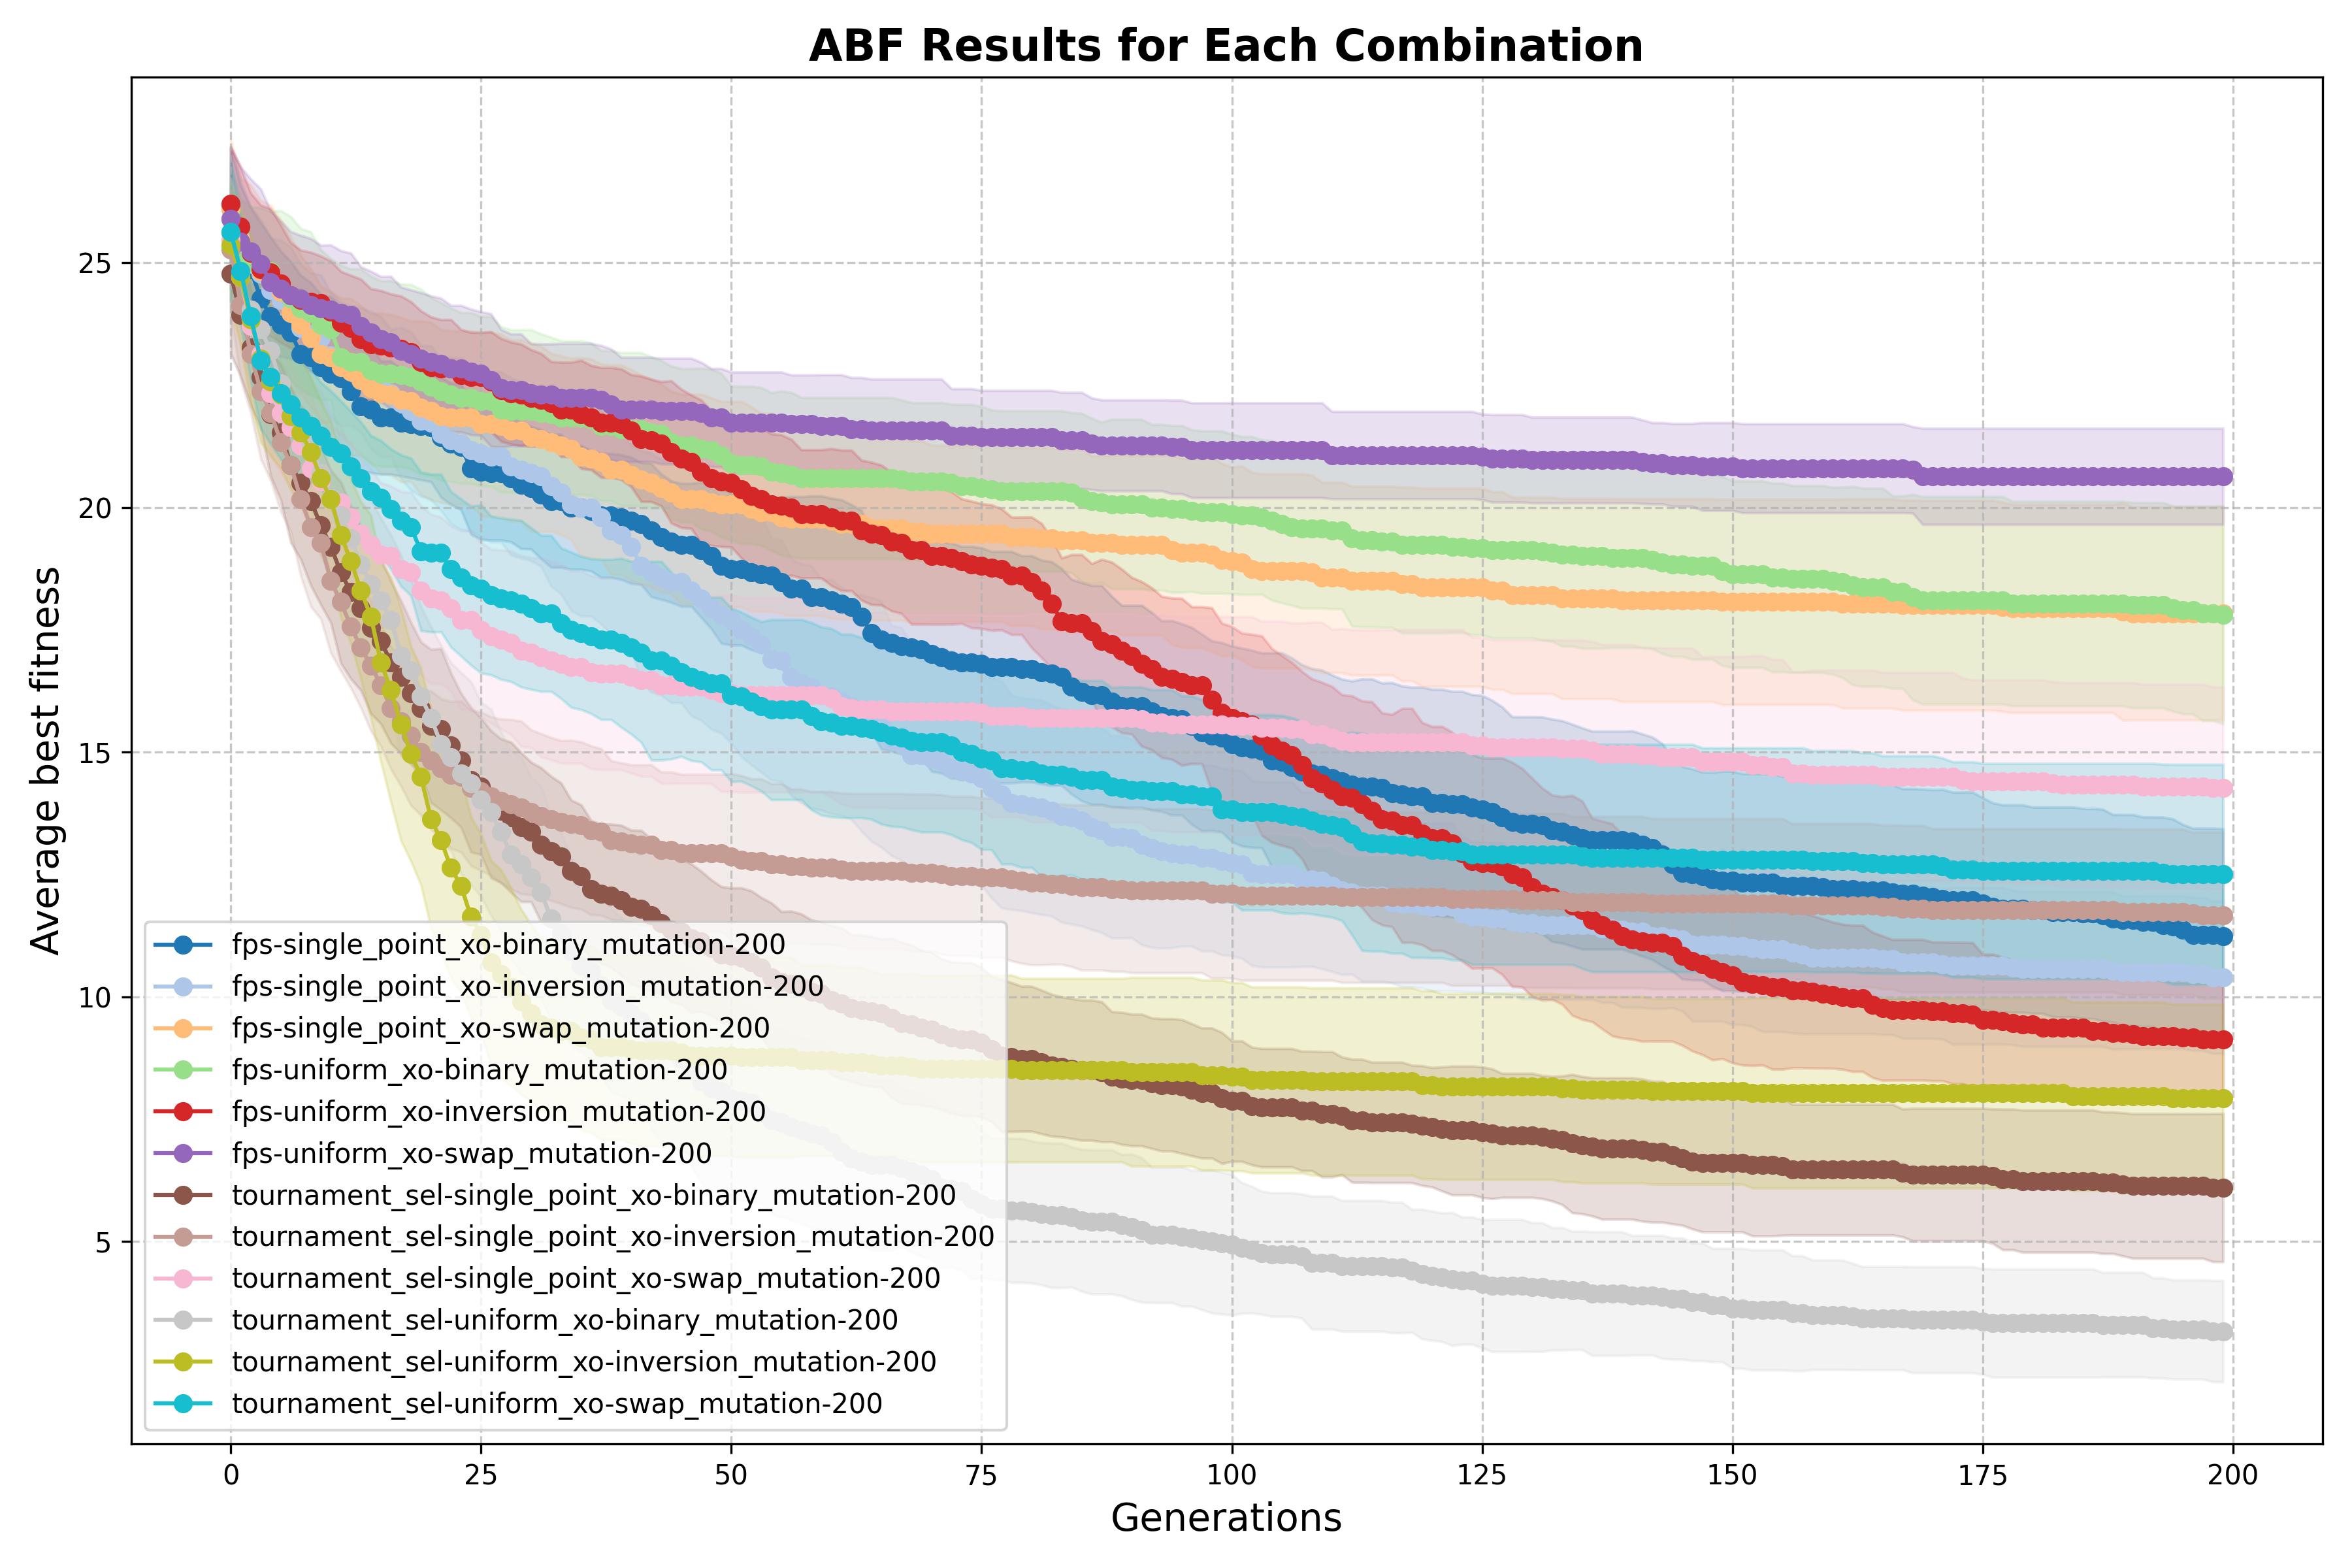 ABF Results for Each Combination
Average best fitness
25
20
15
10
5
fps-single_point_xo-binary_mutation-200
fps-single_point_xo-inversion_mutation-200
fps-single_point_xo-swap_mutation-200
fps-uniform_xo-binary_mutation-200
fps-uniform_xo-inversion_mutation-200
fps-uniform_xo-swap_mutation-200
tournament_sel-single_point_xo-binary_mutation-200
tournament_sel-single_point_xo-inversion_mutation-200
tournament_sel-single_point_xo-swap_mutation-200
tournament_sel-uniform_xo-binary_mutation-200
tournament_sel-uniform_xo-inversion_mutation-200
tournament_sel-uniform_xo-swap_mutation-200
0 25 50 75 100 125 150 175 200
Generations